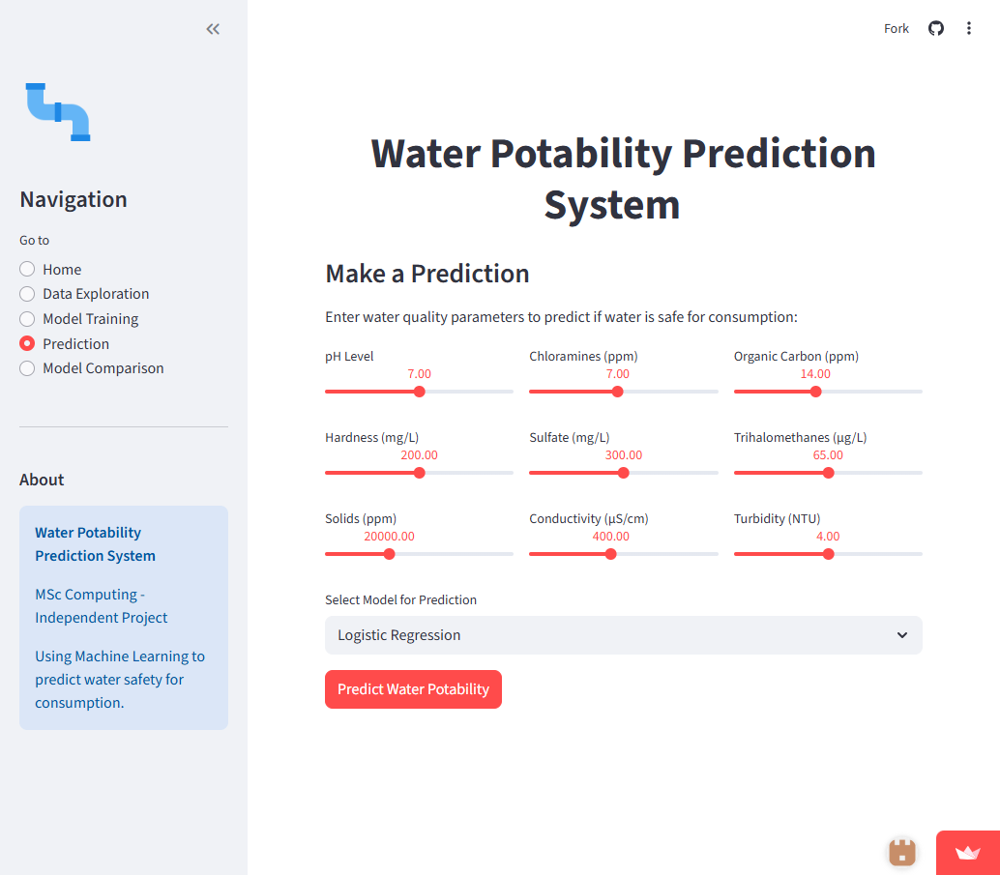 Fork
Navigation
Go to
Home
Data Exploration
Model Training
Prediction
Model Comparison
About
Water Potability
Prediction System
MSc Computing -
Independent Project
Using Machine Learning to
predict water safety for
consumption.
Water Potability Prediction
System
Make a Prediction
Enter water quality parameters to predict if water is safe for consumption:
pH Level
7.00
Chloramines (ppm)
7.00
Organic Carbon (ppm)
14.00
Hardness (mg/L)
200.00
Sulfate (mg/L)
300.00
Trihalomethanes (µg/L)
65.00
Solids (ppm)
20000.00
Conductivity (µS/cm)
400.00
Turbidity (NTU)
4.00
Select Model for Prediction
Logistic Regression
Predict Water Potability